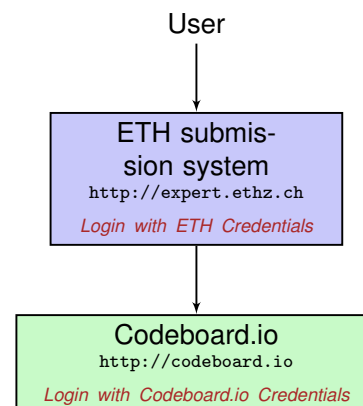 User
ETH submis-
sion system
http://expert.ethz.ch
Login with ETH Credentials
Codeboard.io
http://codeboard.io
Login with Codeboard.io Credentials